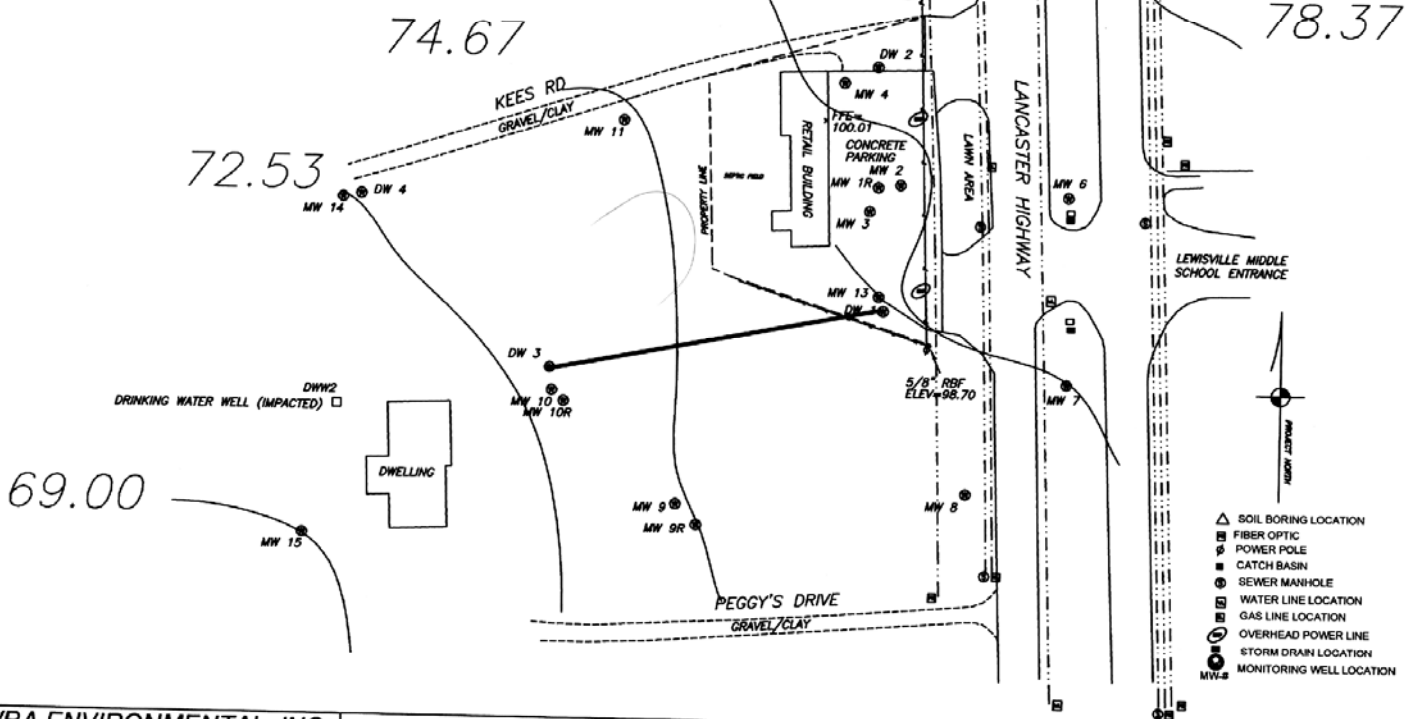 74.67
78.37
DW 2
MW 4
KEES RD
GRAVEL/CLAY
MW 11
FFE=
100.01
CONCRETE
PARKING
RETAIL BUILDING
LANCASTER HIGHWAY
LAWN AREA
PROPERTY LINE
MW 2
MW 1R
MW 3
MW 6
72.53
DW 4
MW 14
LEWISVILLE MIDDLE
SCHOOL ENTRANCE
MW 13
DW 1
DW 3
5/8" RBF
ELEV=98.70
MW 7
DWW2
DRINKING WATER WELL (IMPACTED)
MW 10
MW 10R
PROJECT NORTH
DWELLING
69.00
MW 9
MW 9R
MW 8
MW 15
SOIL BORING LOCATION
FIBER OPTIC
POWER POLE
CATCH BASIN
SEWER MANHOLE
WATER LINE LOCATION
GAS LINE LOCATION
OVERHEAD POWER LINE
STORM DRAIN LOCATION
MW-# MONITORING WELL LOCATION
PEGGY'S DRIVE
GRAVEL/CLAY